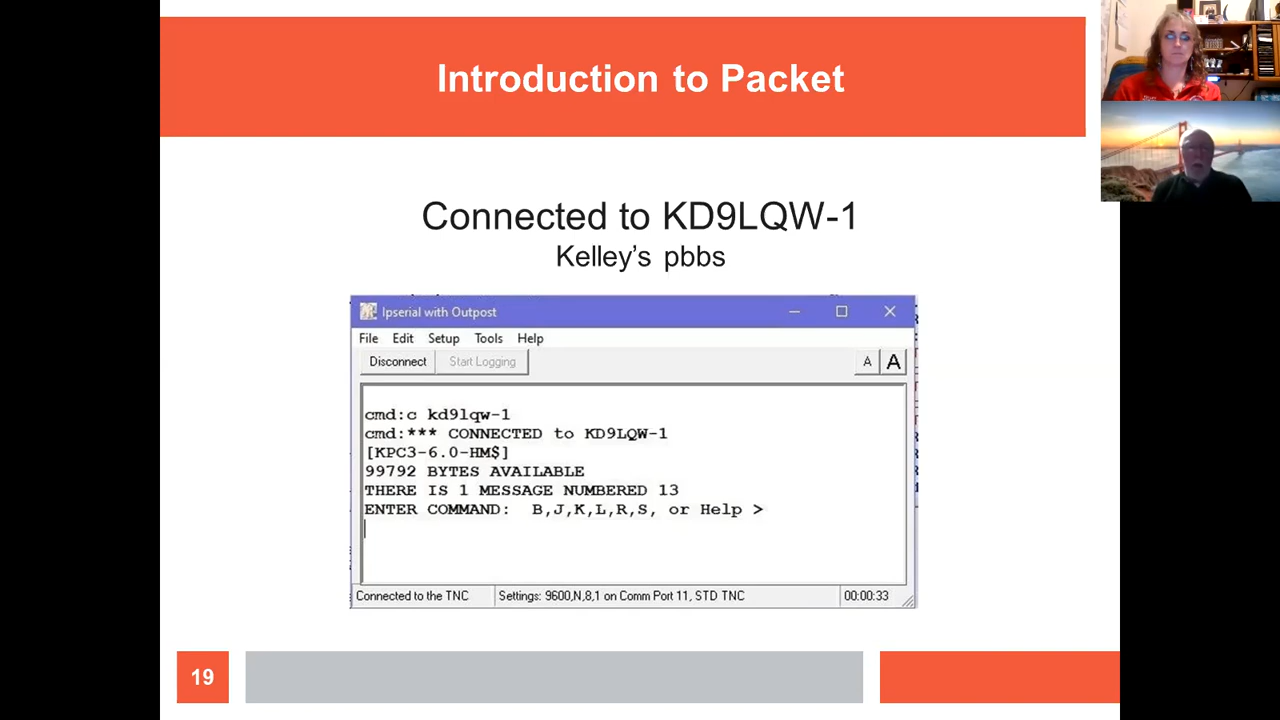 Introduction to Packet
Connected to KD9LQW-1
Kelley's pbbs
Ipserial with Outpost
File Edit Setup Tools Help
Disconnect Start Logging A A
cmd:c kd9lqw-1
cmd:*** CONNECTED to KD9LQW-1
[KPC3-6.0-HM$]
99792 BYTES AVAILABLE
THERE IS 1 MESSAGE NUMBERED 13
ENTER COMMAND: B,J,K,L,R,S, or Help >
Connected to the TNC Settings: 9600,N,8,1 on Comm Port 11, STD TNC 00:00:33
19